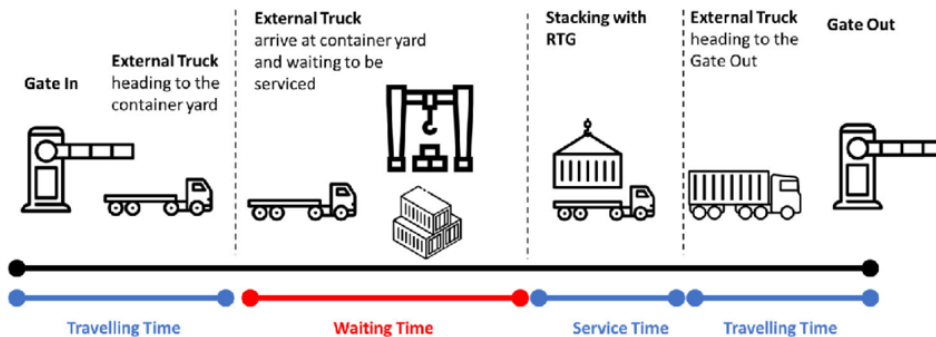 Gate In
External Truck
heading to the
container yard
External Truck
arrive at container yard
and waiting to be
serviced
Stacking with
RTG
External Truck
heading to the
Gate Out
Gate Out
Travelling Time
Waiting Time
Service Time
Travelling Time